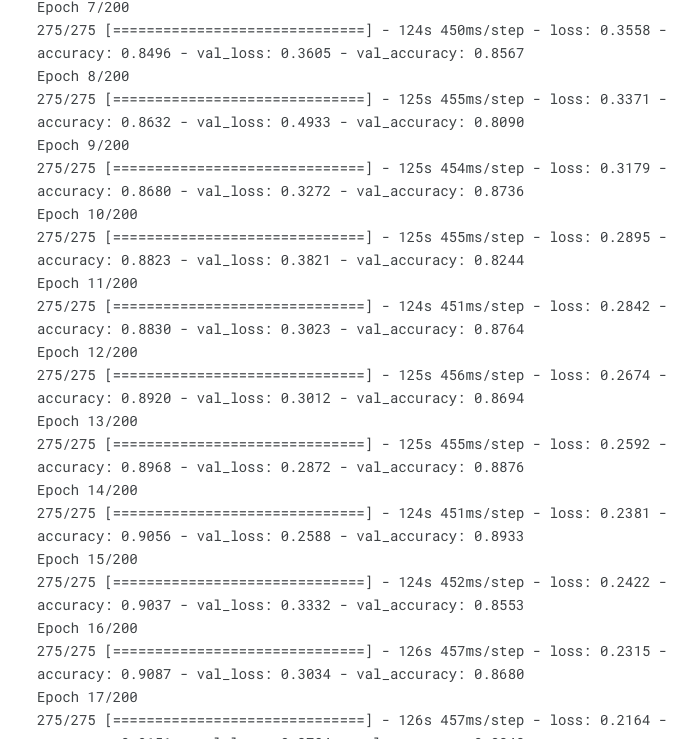 Epoch 7/200
275/275 [==============================] - 124s 450ms/step - loss: 0.3558 -
accuracy: 0.8496 - val_loss: 0.3605 - val_accuracy: 0.8567
Epoch 8/200
275/275 [==============================] - 125s 455ms/step - loss: 0.3371 -
accuracy: 0.8632 - val_loss: 0.4933 - val_accuracy: 0.8090
Epoch 9/200
275/275 [==============================] - 125s 454ms/step - loss: 0.3179 -
accuracy: 0.8680 - val_loss: 0.3272 - val_accuracy: 0.8736
Epoch 10/200
275/275 [==============================] - 125s 455ms/step - loss: 0.2895 -
accuracy: 0.8823 - val_loss: 0.3821 - val_accuracy: 0.8244
Epoch 11/200
275/275 [==============================] - 124s 451ms/step - loss: 0.2842 -
accuracy: 0.8830 - val_loss: 0.3023 - val_accuracy: 0.8764
Epoch 12/200
275/275 [==============================] - 125s 456ms/step - loss: 0.2674 -
accuracy: 0.8920 - val_loss: 0.3012 - val_accuracy: 0.8694
Epoch 13/200
275/275 [==============================] - 125s 455ms/step - loss: 0.2592 -
accuracy: 0.8968 - val_loss: 0.2872 - val_accuracy: 0.8876
Epoch 14/200
275/275 [==============================] - 124s 451ms/step - loss: 0.2381 -
accuracy: 0.9056 - val_loss: 0.2588 - val_accuracy: 0.8933
Epoch 15/200
275/275 [==============================] - 124s 452ms/step - loss: 0.2422 -
accuracy: 0.9037 - val_loss: 0.3332 - val_accuracy: 0.8553
Epoch 16/200
275/275 [==============================] - 126s 457ms/step - loss: 0.2315 -
accuracy: 0.9087 - val_loss: 0.3034 - val_accuracy: 0.8680
Epoch 17/200
275/275 [==============================] - 126s 457ms/step - loss: 0.2164 -